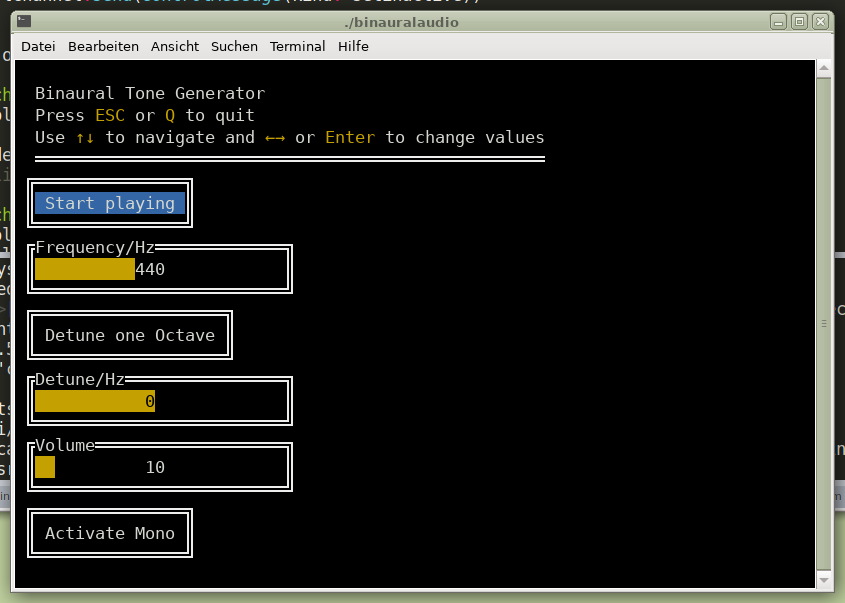 ./binauralaudio
Datei Bearbeiten Ansicht Suchen Terminal Hilfe
Binaural Tone Generator
Press ESC or Q to quit
Use ↑↓ to navigate and ←→ or Enter to change values
Start playing
Frequency/Hz
440
Detune one Octave
Detune/Hz
0
Volume
10
Activate Mono